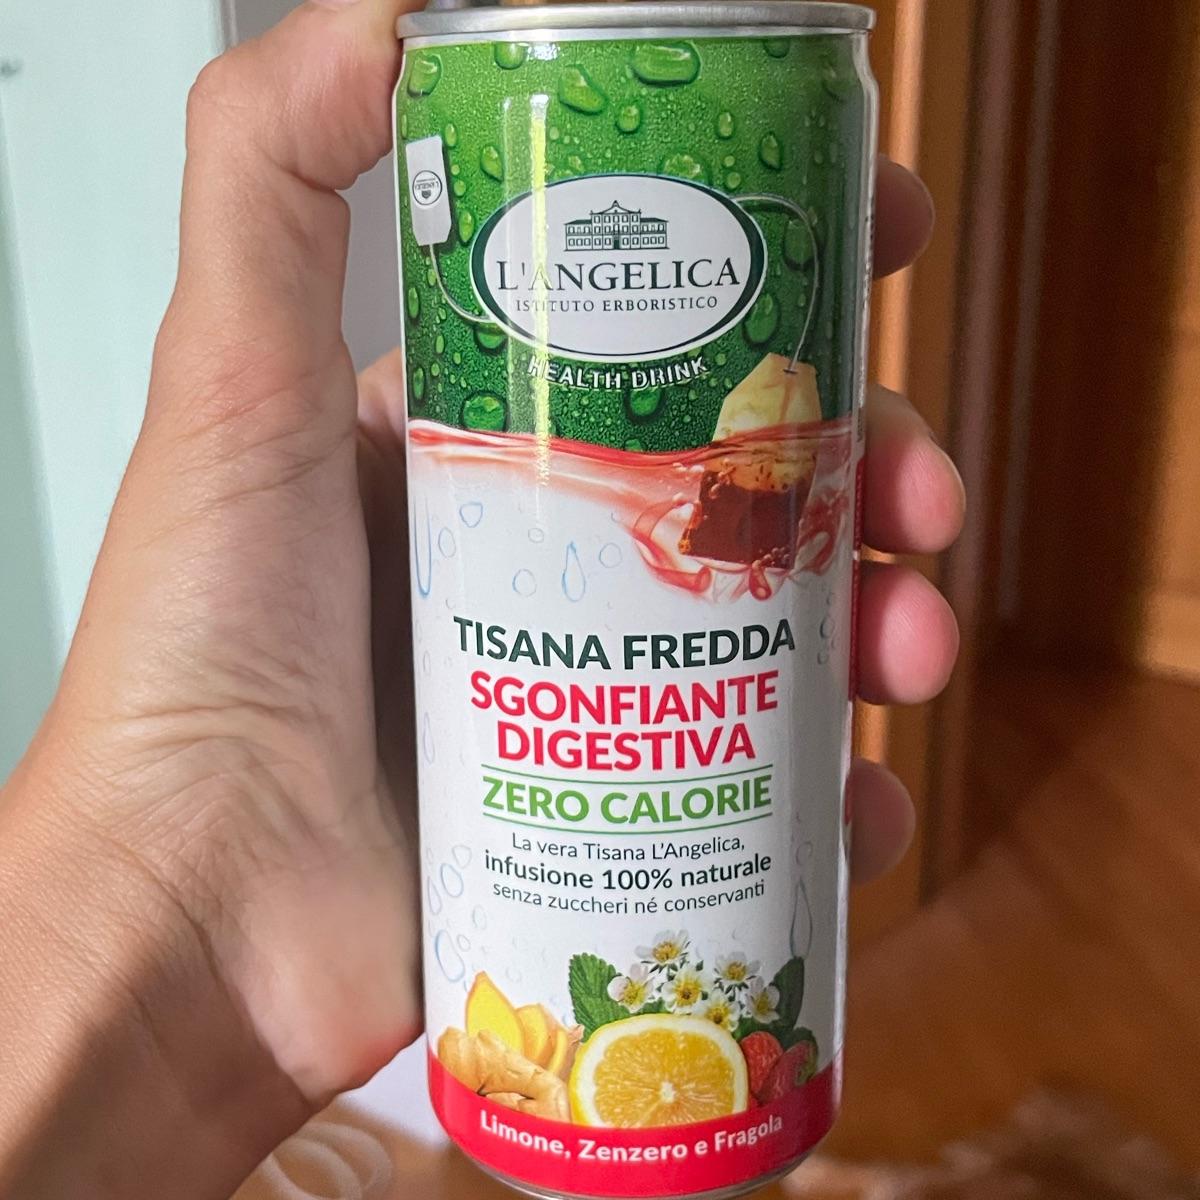 L'ANGELICA
ISTITUTO ERBORISTICO
HEALTH DRINK
TISANA FREDDA
SGONFIANTE
DIGESTIVA
ZERO CALORIE
La vera Tisana L'Angelica,
infusione 100% naturale
senza zuccheri né conservanti
Limone, Zenzero e Fragola